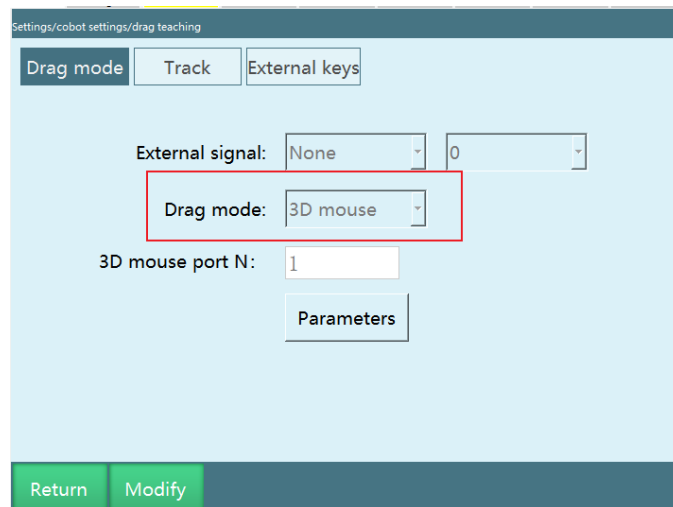 Settings/cobot settings/drag teaching
Drag mode Track External keys
External signal: None 0
Drag mode: 3D mouse
3D mouse port N: 1
Parameters
Return Modify